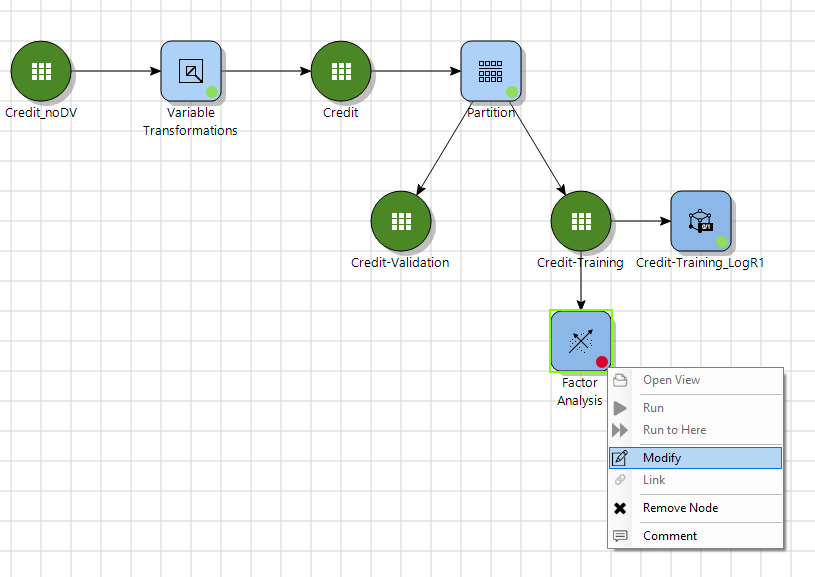 Credit_noDV
Variable
Transformations
Credit
Partition
Credit-Validation
Credit-Training
0/1
Credit-Training_LogR1
Factor
Analysis
Open View
Run
Run to Here
Modify
Link
Remove Node
Comment